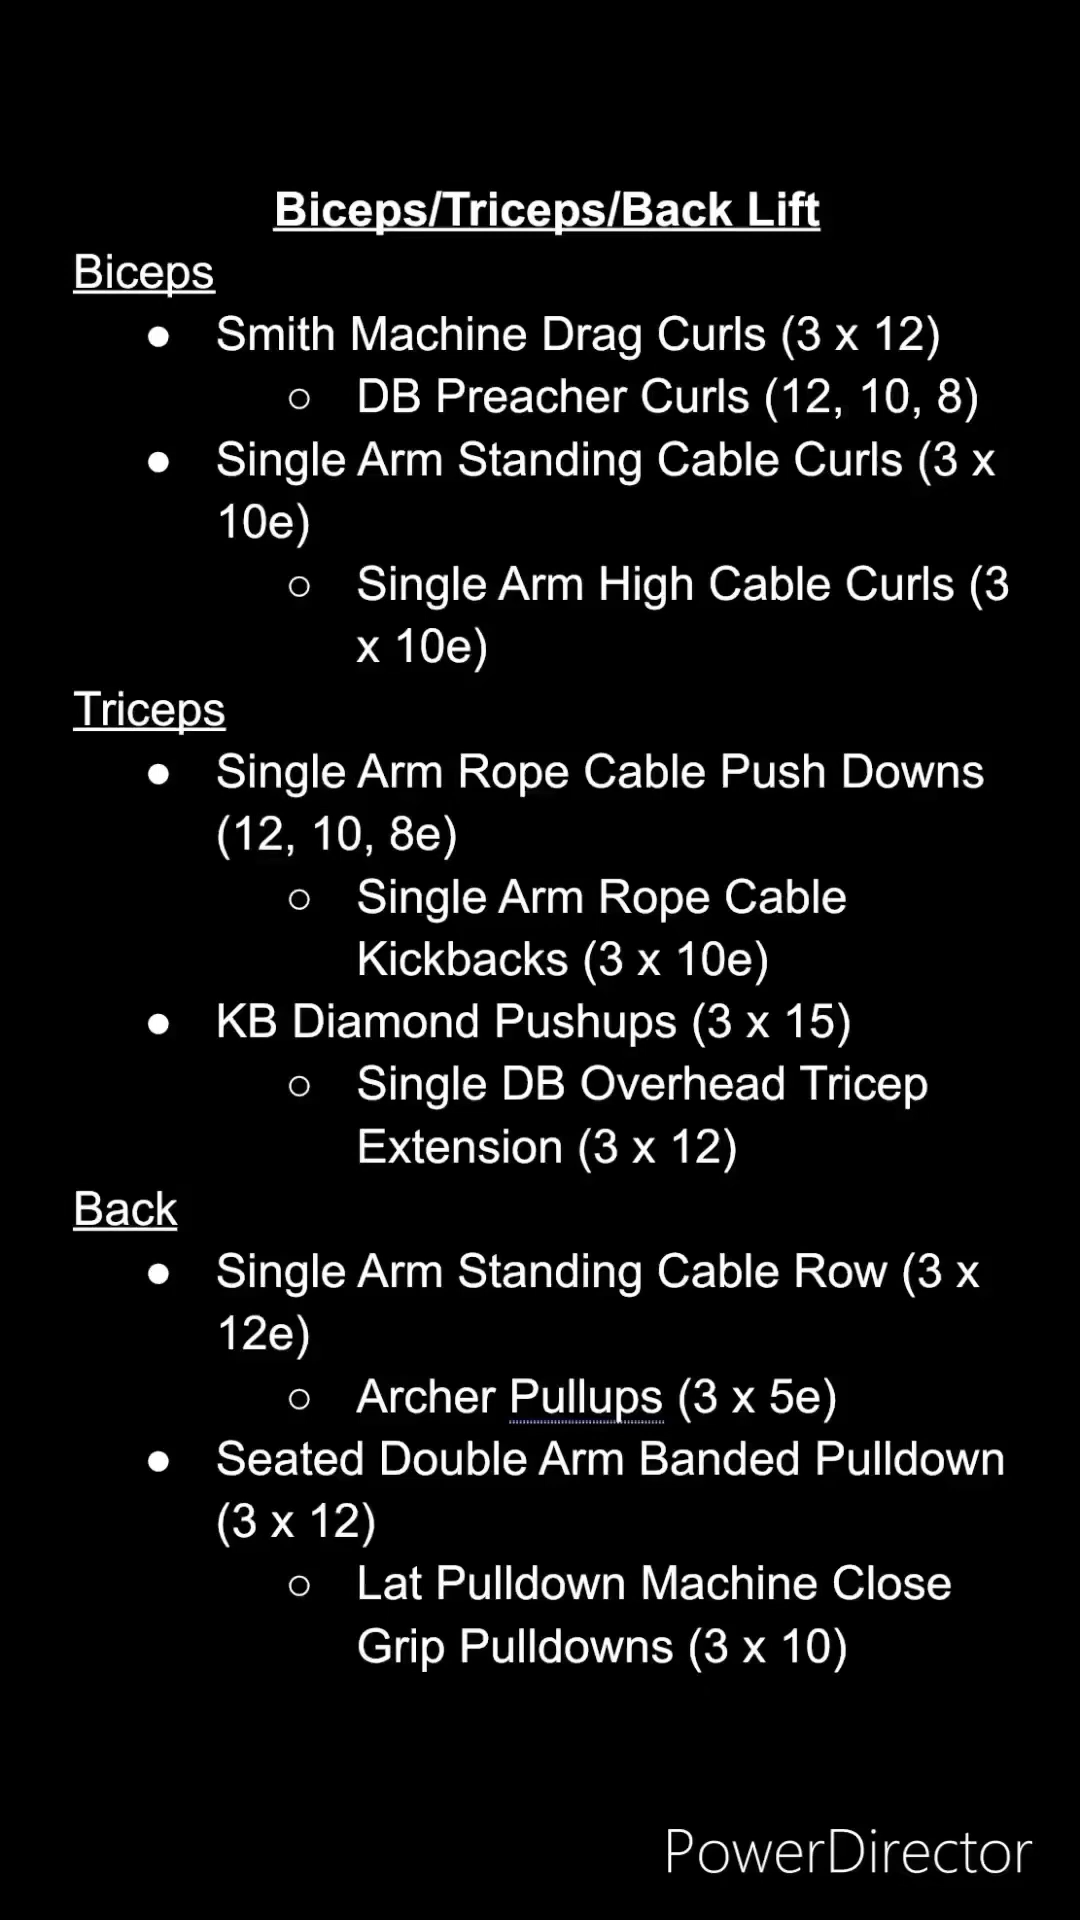 Biceps/Triceps/Back Lift
Biceps
● Smith Machine Drag Curls (3 x 12)
○ DB Preacher Curls (12, 10, 8)
● Single Arm Standing Cable Curls (3 x
10e)
○ Single Arm High Cable Curls (3
x 10e)
Triceps
● Single Arm Rope Cable Push Downs
(12, 10, 8e)
○ Single Arm Rope Cable
Kickbacks (3 x 10e)
● KB Diamond Pushups (3 x 15)
○ Single DB Overhead Tricep
Extension (3 x 12)
Back
● Single Arm Standing Cable Row (3 x
12e)
○ Archer Pullups (3 x 5e)
● Seated Double Arm Banded Pulldown
(3 x 12)
○ Lat Pulldown Machine Close
Grip Pulldowns (3 x 10)
PowerDirector